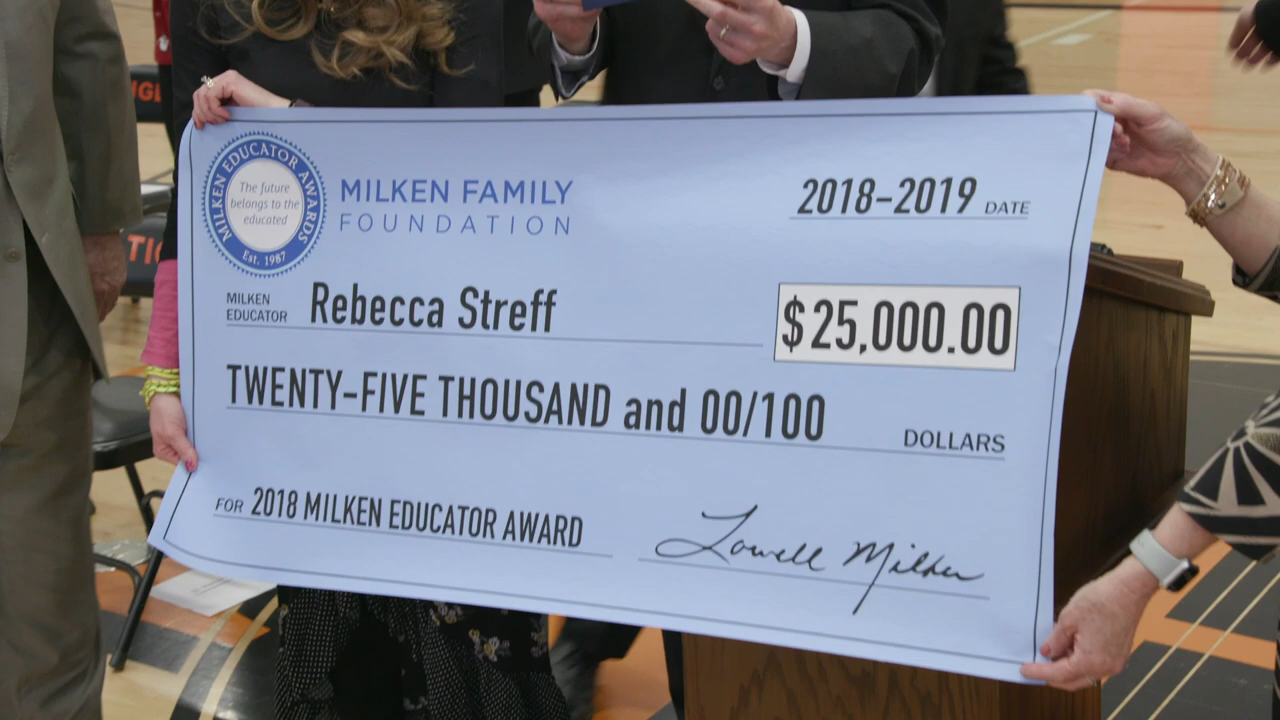 MILKEN EDUCATOR AWARDS
The future
belongs to the
educated
Est. 1987
MILKEN FAMILY
FOUNDATION
2018-2019 DATE
MILKEN
EDUCATOR
Rebecca Streff
$25,000.00
TWENTY-FIVE THOUSAND and 00/100 DOLLARS
FOR 2018 MILKEN EDUCATOR AWARD
Lowell Milken